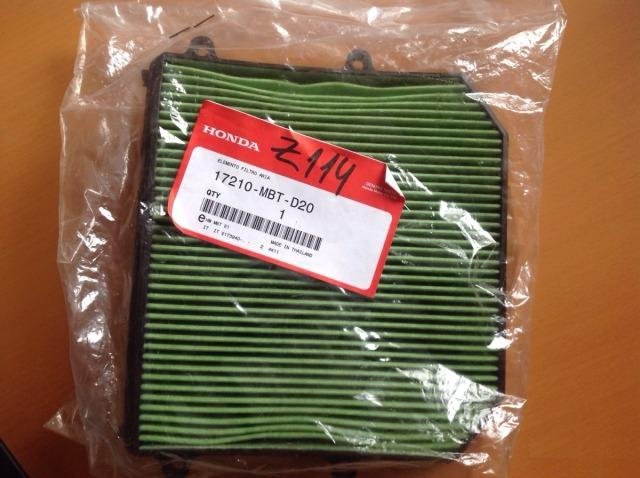 HONDA
Z114
ELEMENTO FILTRO ARIA
17210-MBT-D20
QTY
1
MADE IN THAILAND